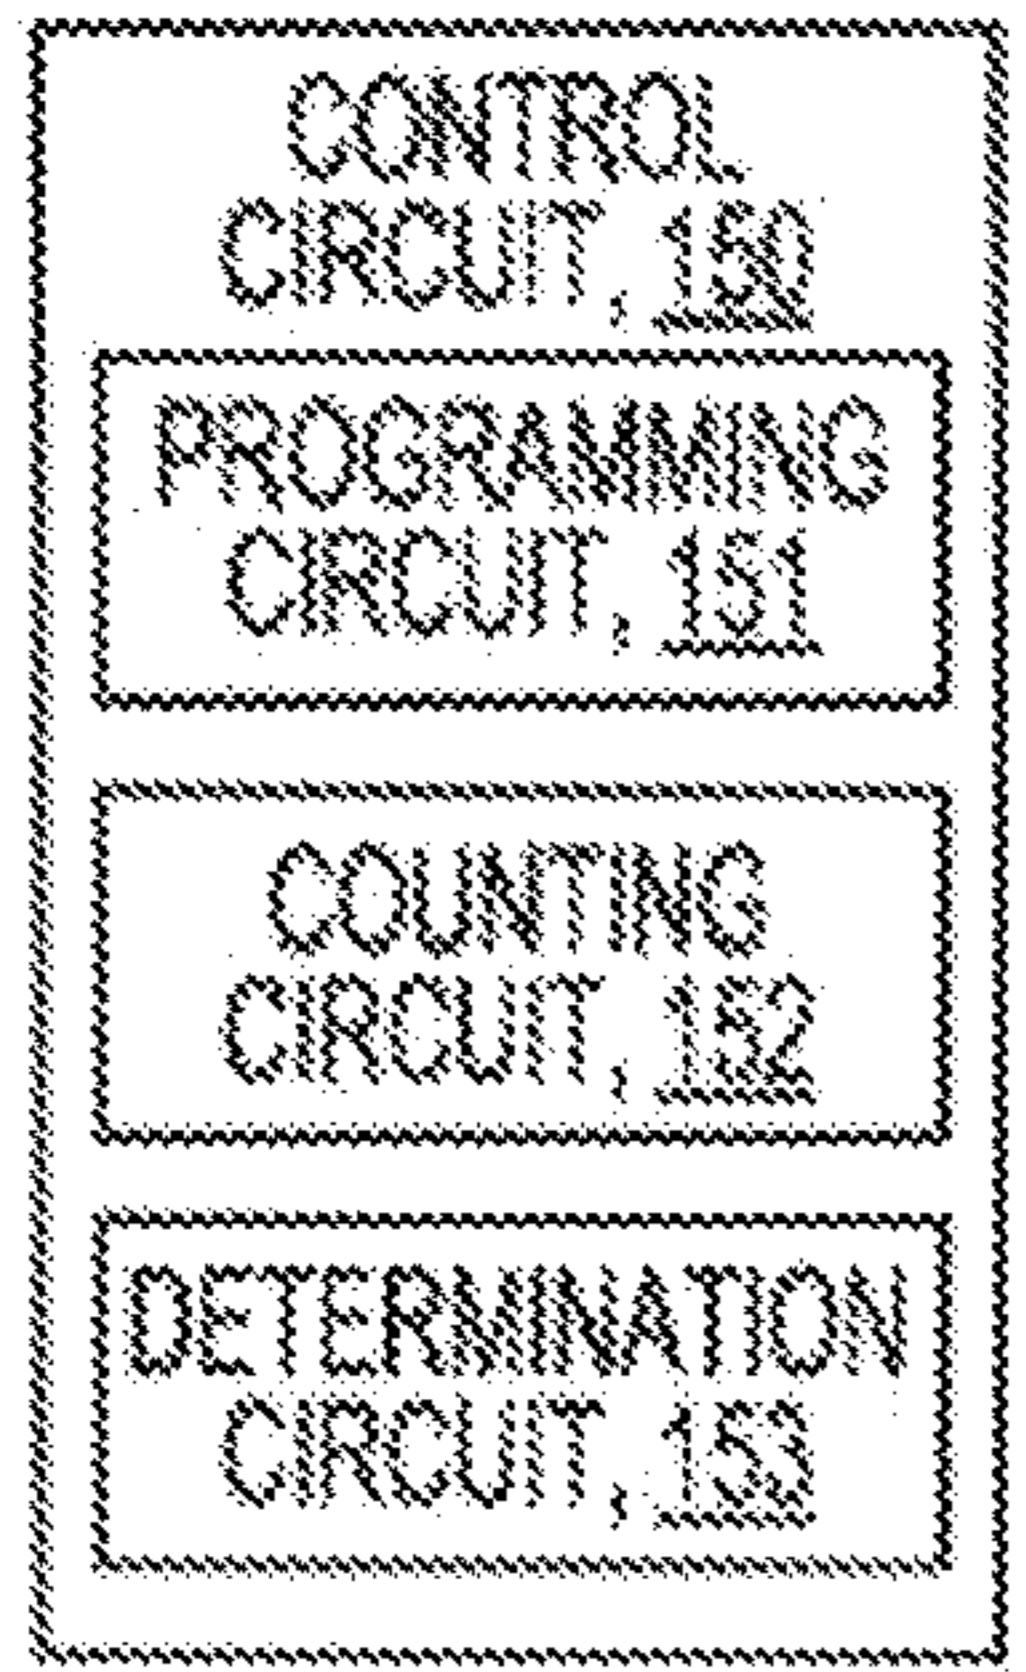 CONTROL
CIRCUIT, 150
PROGRAMMING
CIRCUIT, 151
COUNTING
CIRCUIT, 152
DETERMINATION
CIRCUIT, 153